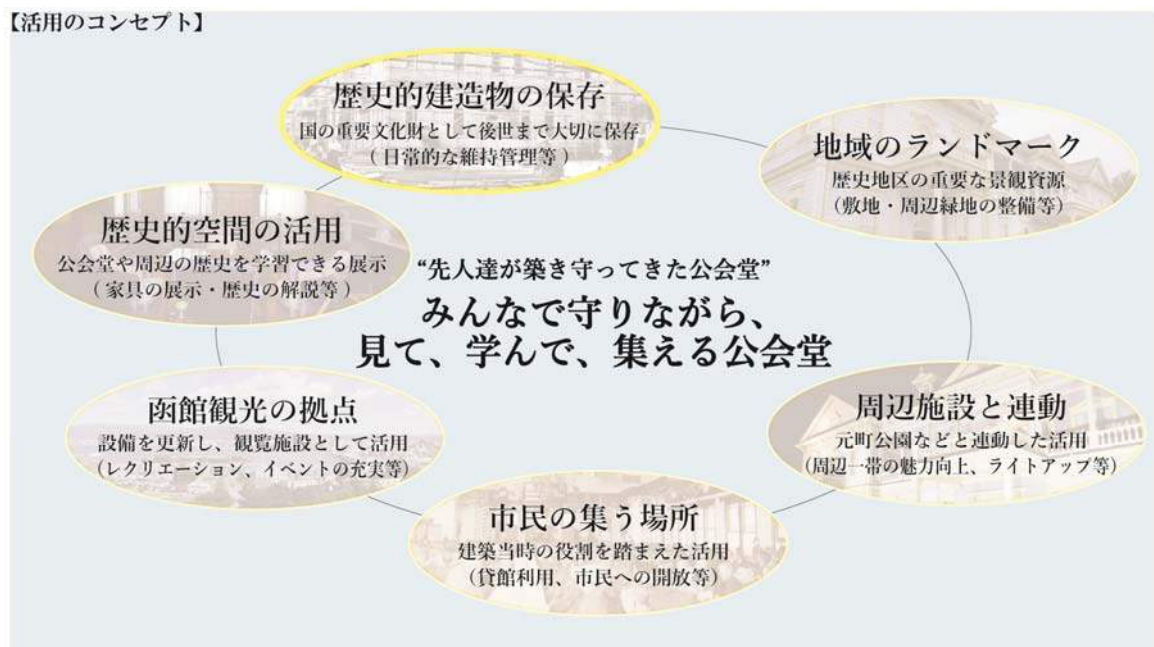 【活用のコンセプト】
歴史的建造物の保存
国の重要文化財として後世まで大切に保存
(日常的な維持管理等)
地域のランドマーク
歴史地区の重要な景観資源
(敷地・周辺緑地の整備等)
歴史的空間の活用
公会堂や周辺の歴史を学習できる展示
(家具の展示・歴史の解説等)
“先人達が築き守ってきた公会堂”
みんなで守りながら、
見て、学んで、集える公会堂
函館観光の拠点
設備を更新し、観覧施設として活用
(レクリエーション、イベントの充実等)
周辺施設と連動
元町公園などと連動した活用
(周辺一帯の魅力向上、ライトアップ等)
市民の集う場所
建築当時の役割を踏まえた活用
(貸館利用、市民への開放等)